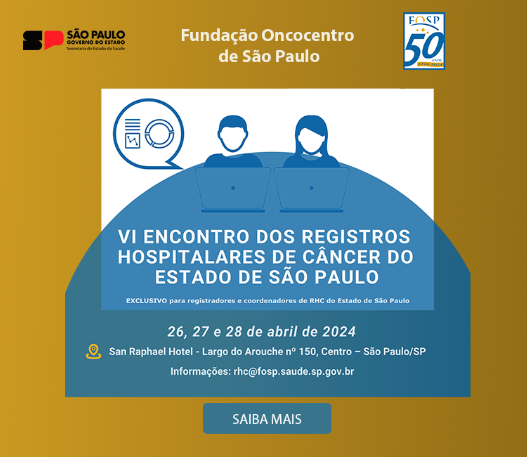 SÃO PAULO
GOVERNO DO ESTADO
Secretaria de Estado da Saúde
Fundação Oncocentro
de São Paulo
FOSP
50
VI ENCONTRO DOS REGISTROS
HOSPITALARES DE CÂNCER DO
ESTADO DE SÃO PAULO
EXCLUSIVO para registradores e coordenadores de RHC do Estado de São Paulo
26, 27 e 28 de abril de 2024
San Raphael Hotel - Largo do Arouche nº 150, Centro – São Paulo/SP
Informações: rhc@fosp.saude.sp.gov.br
SAIBA MAIS